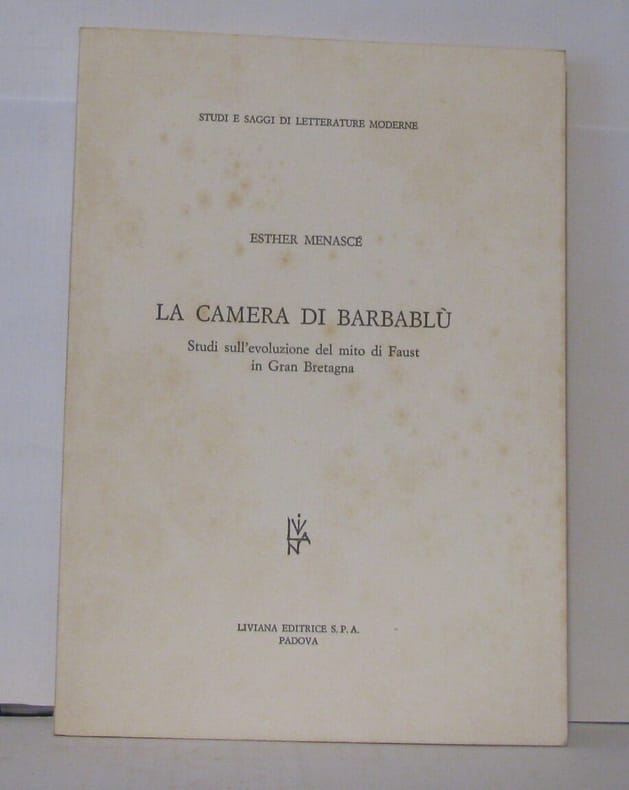 STUDI E SAGGI DI LETTERATURE MODERNE
ESTHER MENASCÉ
LA CAMERA DI BARBABLÙ
Studi sull'evoluzione del mito di Faust
in Gran Bretagna
LIVIANA
LIVIANA EDITRICE S. P. A.
PADOVA